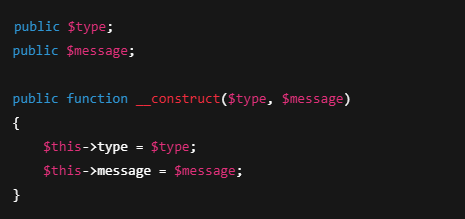 public $type;
public $message;
public function __construct($type, $message)
{
$this->type = $type;
$this->message = $message;
}